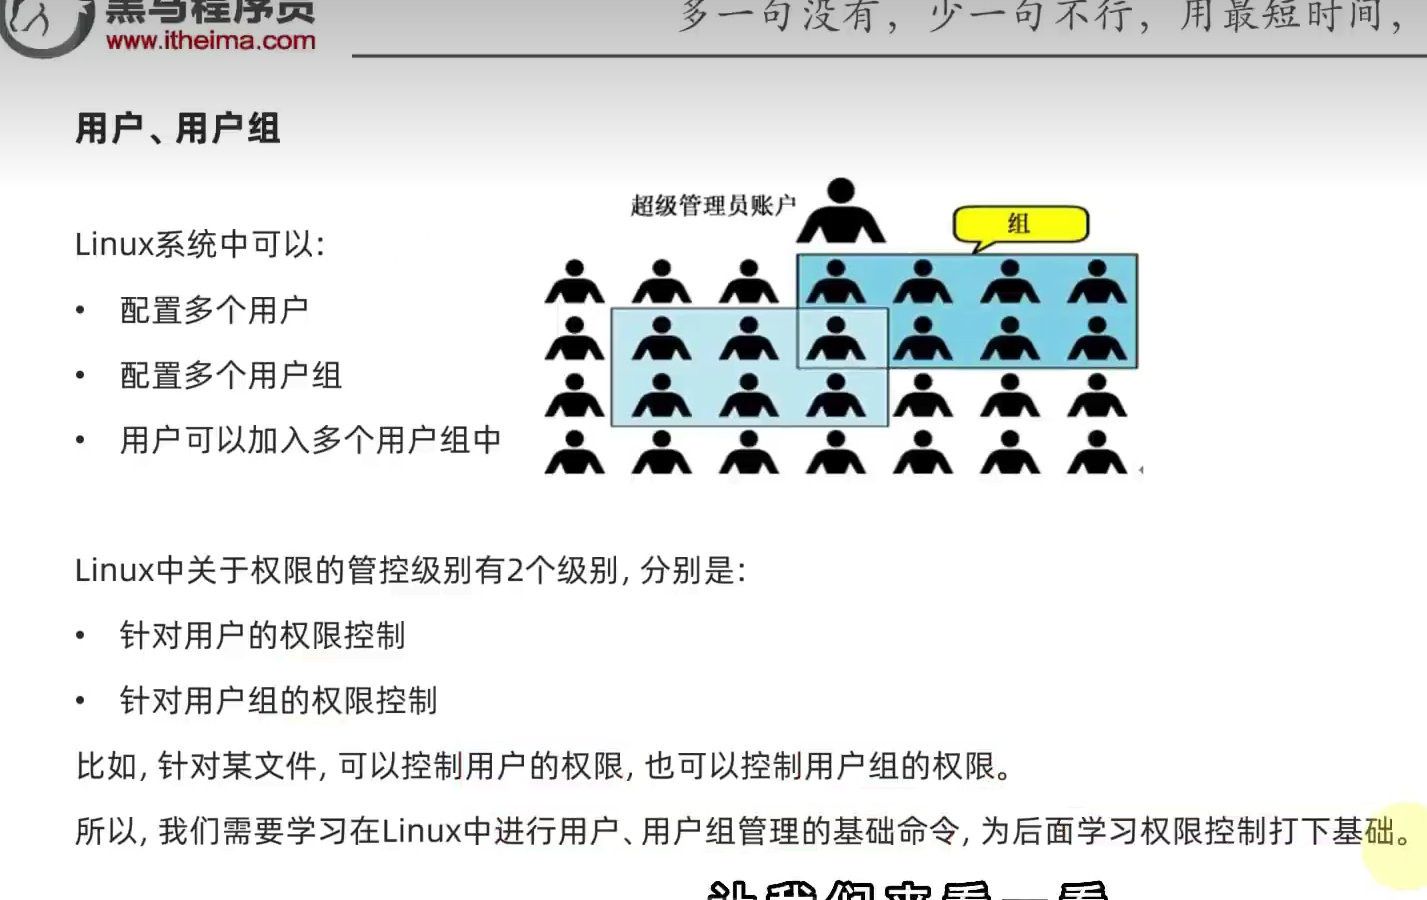 黑马程序员
www.itheima.com
多一句没有，少一句不行，用最短时间，
用户、用户组
超级管理员账户
组
Linux系统中可以：
• 配置多个用户
• 配置多个用户组
• 用户可以加入多个用户组中
Linux中关于权限的管控级别有2个级别，分别是：
• 针对用户的权限控制
• 针对用户组的权限控制
比如，针对某文件，可以控制用户的权限，也可以控制用户组的权限。
所以，我们需要学习在Linux中进行用户、用户组管理的基础命令，为后面学习权限控制打下基础。
让我们来看一看